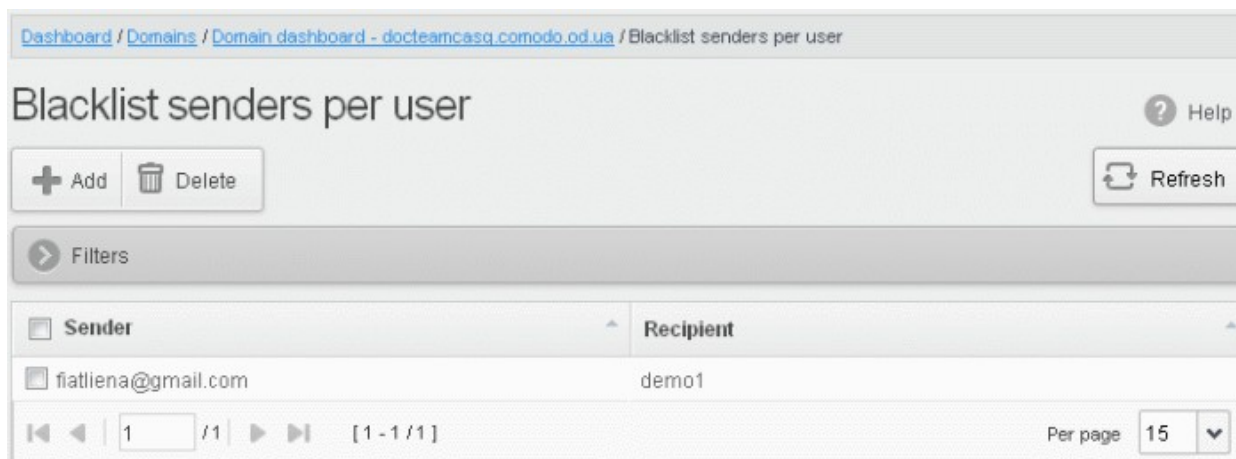 Dashboard / Domains / Domain dashboard - docteamcasg.comodo.od.ua / Blacklist senders per user
Blacklist senders per user
Help
Add Delete
Refresh
Filters
Sender Recipient
fiatliena@gmail.com demo1
1 /1 [1 - 1 / 1] Per page 15